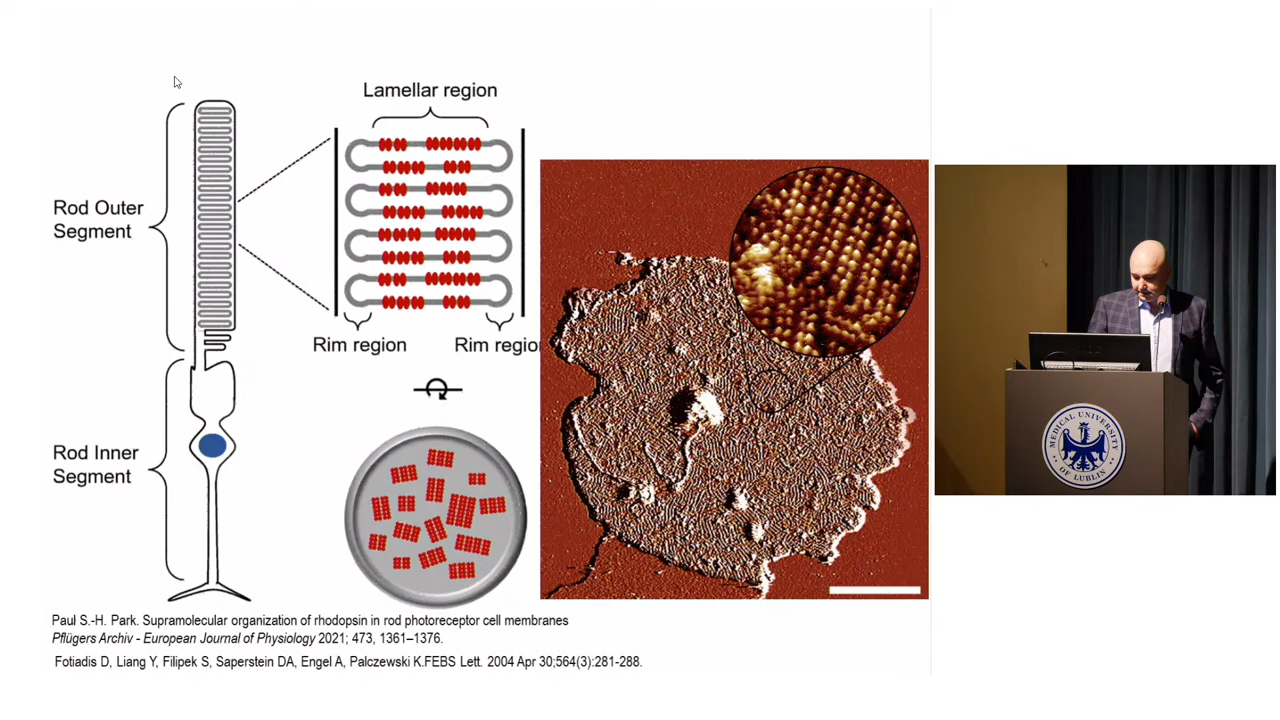 Lamellar region
Rod Outer
Segment
Rim region
Rim region
Rod Inner
Segment
Paul S.-H. Park. Supramolecular organization of rhodopsin in rod photoreceptor cell membranes
Pflügers Archiv - European Journal of Physiology 2021; 473, 1361–1376.
Fotiadis D, Liang Y, Filipek S, Saperstein DA, Engel A, Palczewski K.FEBS Lett. 2004 Apr 30;564(3):281-288.
MEDICAL UNIVERSITY
OF LUBLIN